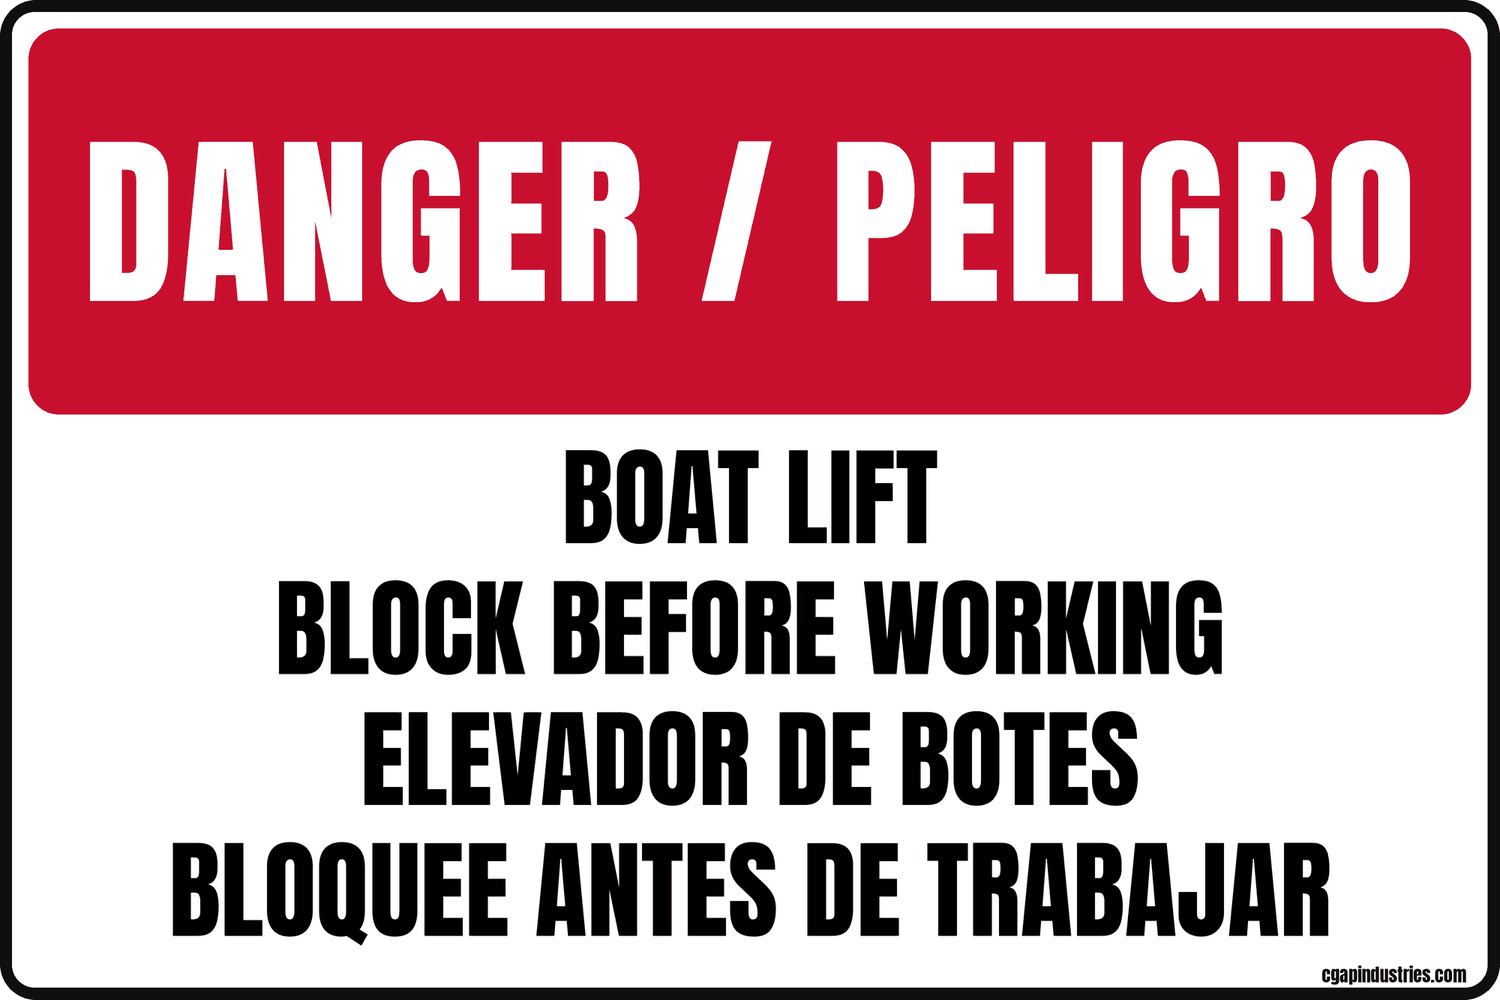 DANGER / PELIGRO
BOAT LIFT
BLOCK BEFORE WORKING
ELEVADOR DE BOTES
BLOQUEE ANTES DE TRABAJAR
cgapindustries.com